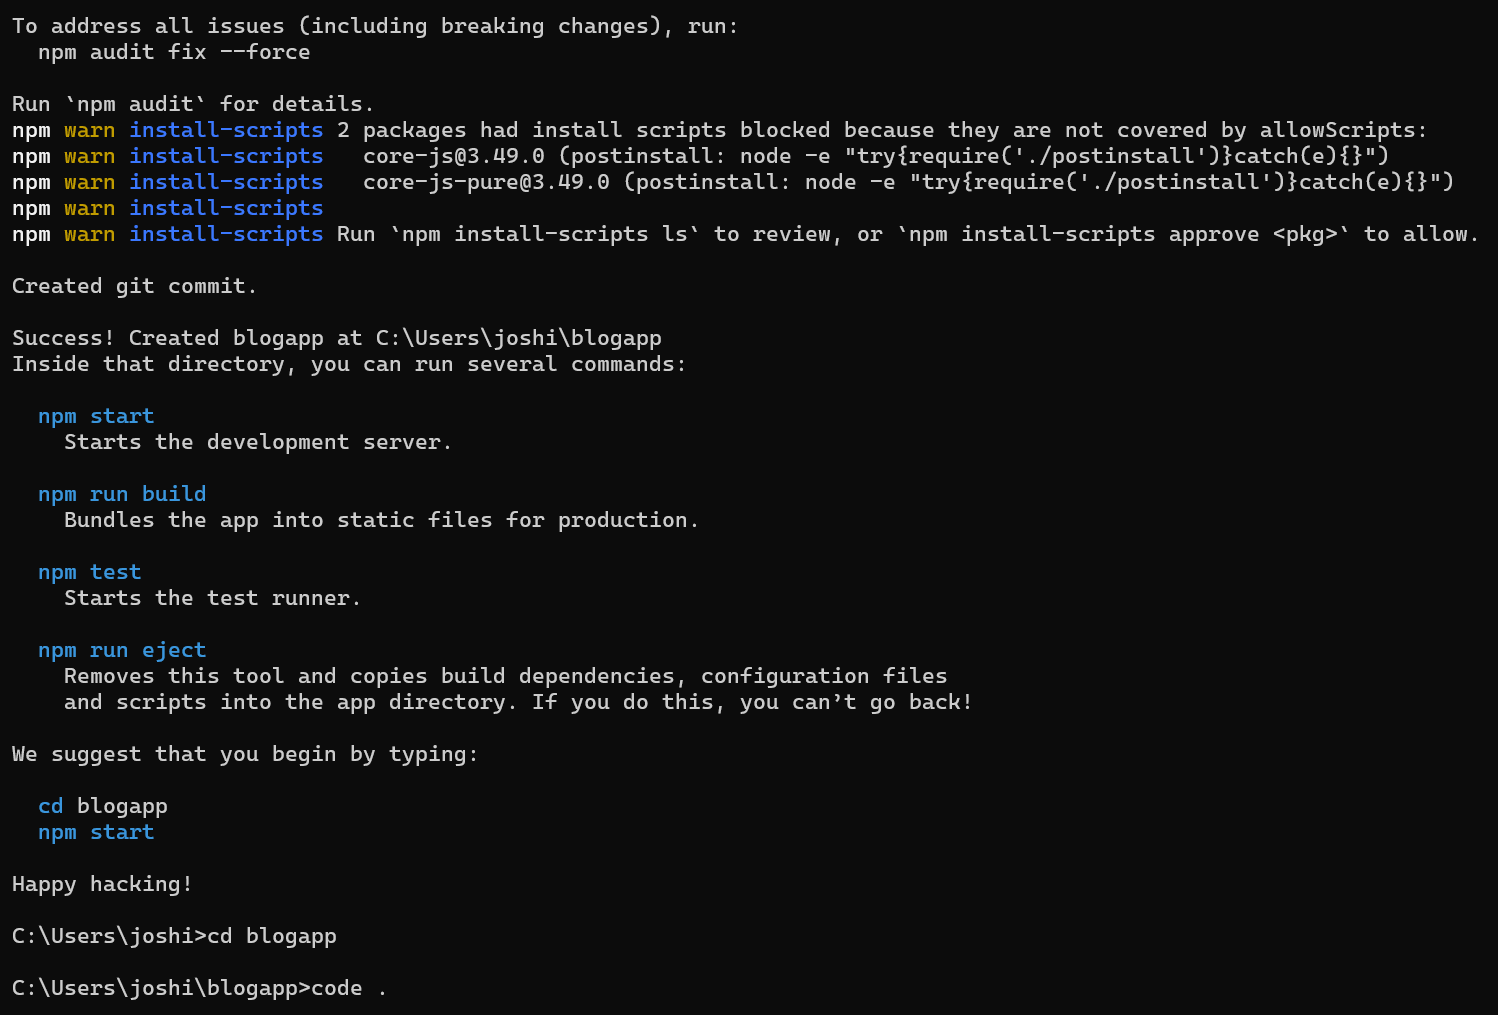 To address all issues (including breaking changes), run:
  npm audit fix --force

Run `npm audit` for details.
npm warn install-scripts 2 packages had install scripts blocked because they are not covered by allowScripts:
npm warn install-scripts   core-js@3.49.0 (postinstall: node -e "try{require('./postinstall')}catch(e){}")
npm warn install-scripts   core-js-pure@3.49.0 (postinstall: node -e "try{require('./postinstall')}catch(e){}")
npm warn install-scripts
npm warn install-scripts Run `npm install-scripts ls` to review, or `npm install-scripts approve <pkg>` to allow.

Created git commit.

Success! Created blogapp at C:\Users\joshi\blogapp
Inside that directory, you can run several commands:

  npm start
    Starts the development server.

  npm run build
    Bundles the app into static files for production.

  npm test
    Starts the test runner.

  npm run eject
    Removes this tool and copies build dependencies, configuration files
    and scripts into the app directory. If you do this, you can’t go back!

We suggest that you begin by typing:

  cd blogapp
  npm start

Happy hacking!

C:\Users\joshi>cd blogapp

C:\Users\joshi\blogapp>code .